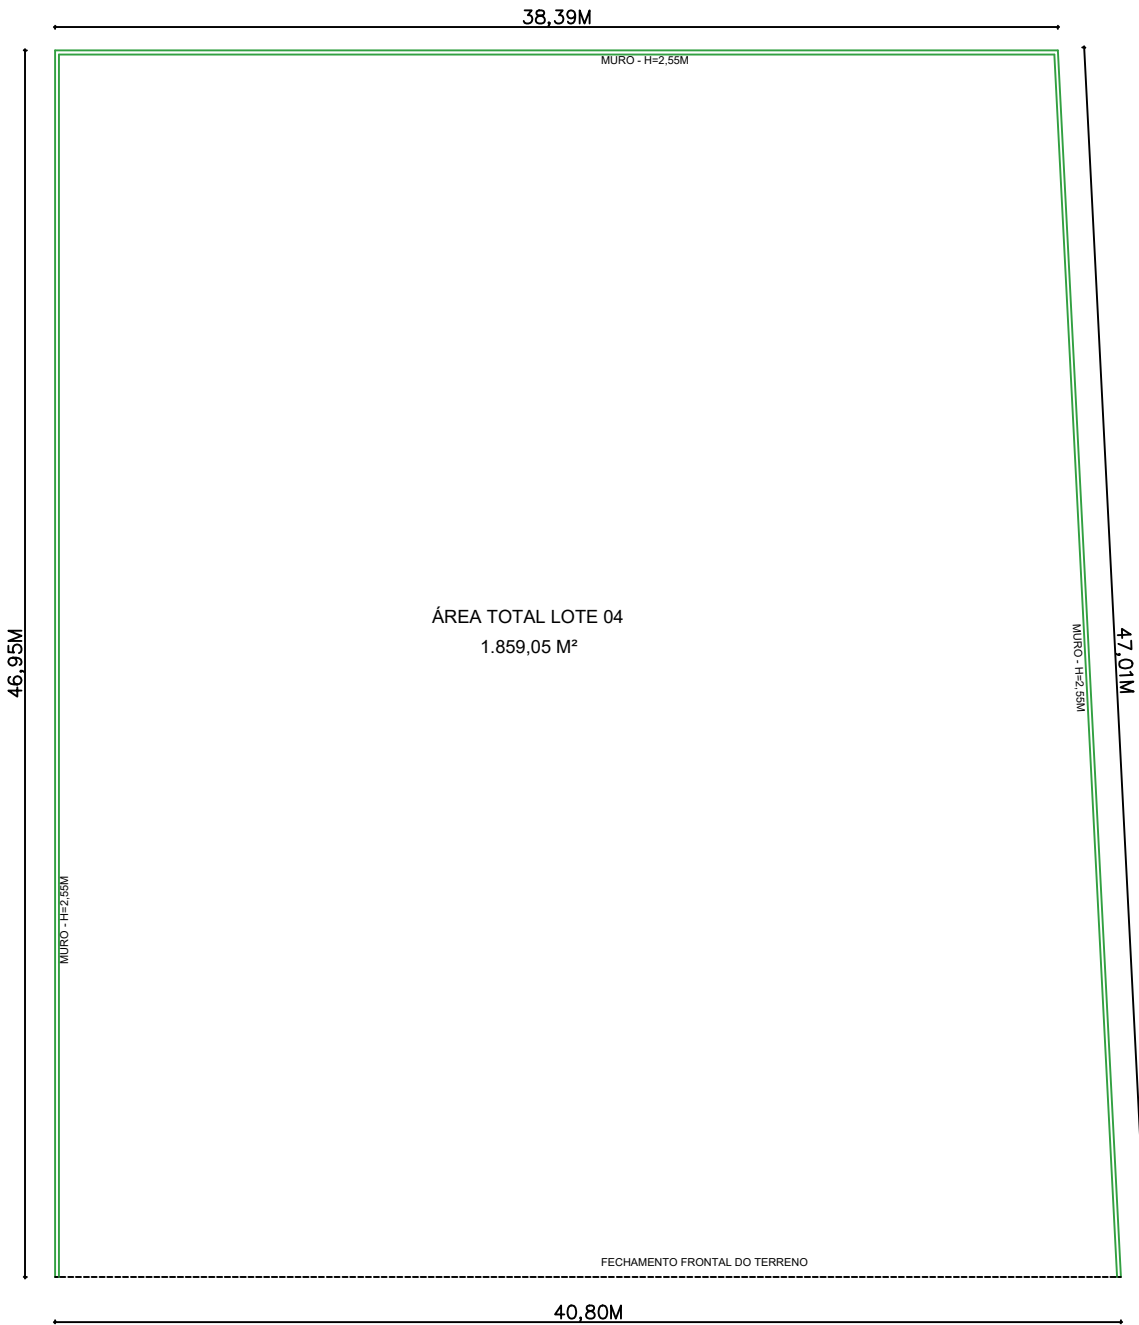 38,39M
MURO - H=2,55M
ÁREA TOTAL LOTE 04
1.859,05 M²
46,95M
MURO - H=2,55M
47,01M
MURO - H=2,55M
FECHAMENTO FRONTAL DO TERRENO
40,80M